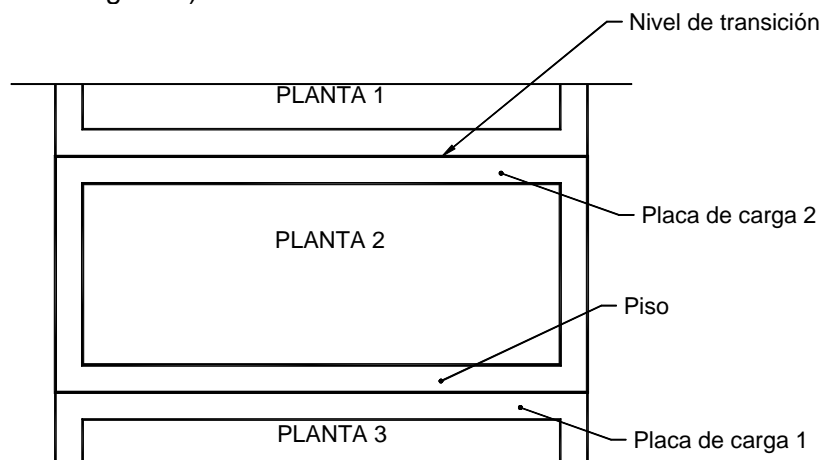 Nivel de transición
PLANTA 1
Placa de carga 2
PLANTA 2
Piso
PLANTA 3
Placa de carga 1